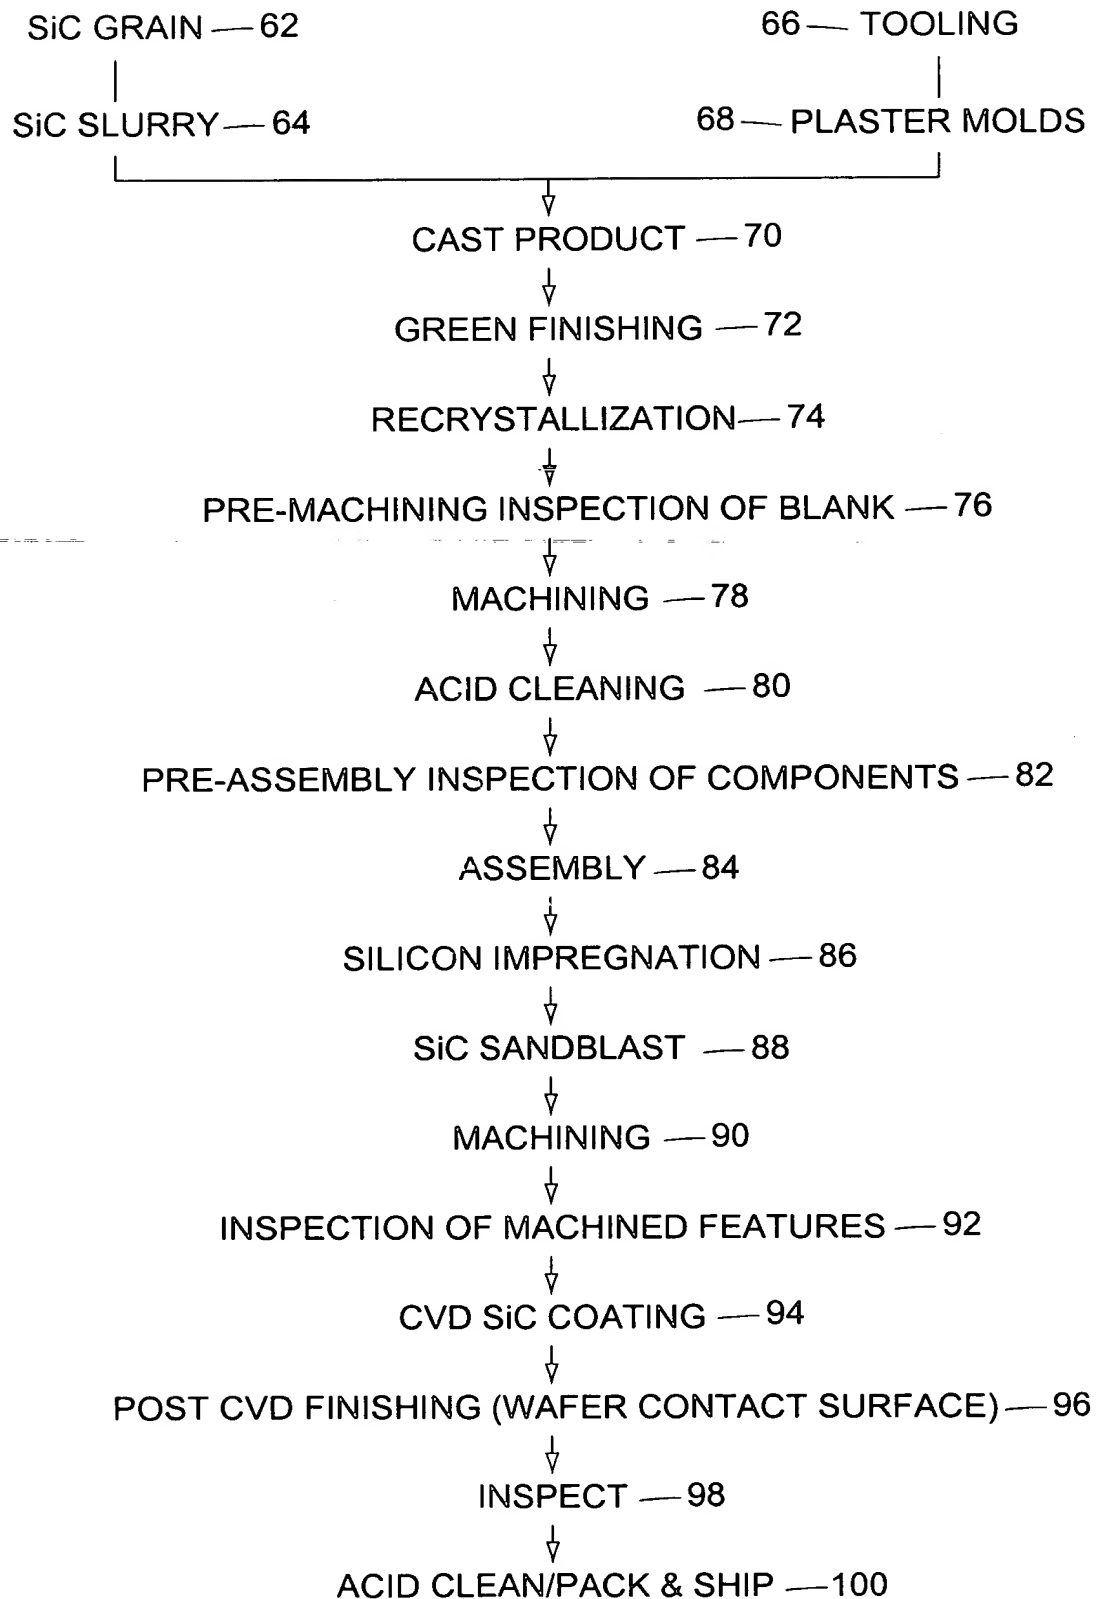 SiC GRAIN — 62
66 — TOOLING
SiC SLURRY — 64
68 — PLASTER MOLDS
CAST PRODUCT — 70
GREEN FINISHING — 72
RECRYSTALLIZATION — 74
PRE-MACHINING INSPECTION OF BLANK — 76
MACHINING — 78
ACID CLEANING — 80
PRE-ASSEMBLY INSPECTION OF COMPONENTS — 82
ASSEMBLY — 84
SILICON IMPREGNATION — 86
SiC SANDBLAST — 88
MACHINING — 90
INSPECTION OF MACHINED FEATURES — 92
CVD SiC COATING — 94
POST CVD FINISHING (WAFER CONTACT SURFACE) — 96
INSPECT — 98
ACID CLEAN/PACK & SHIP — 100